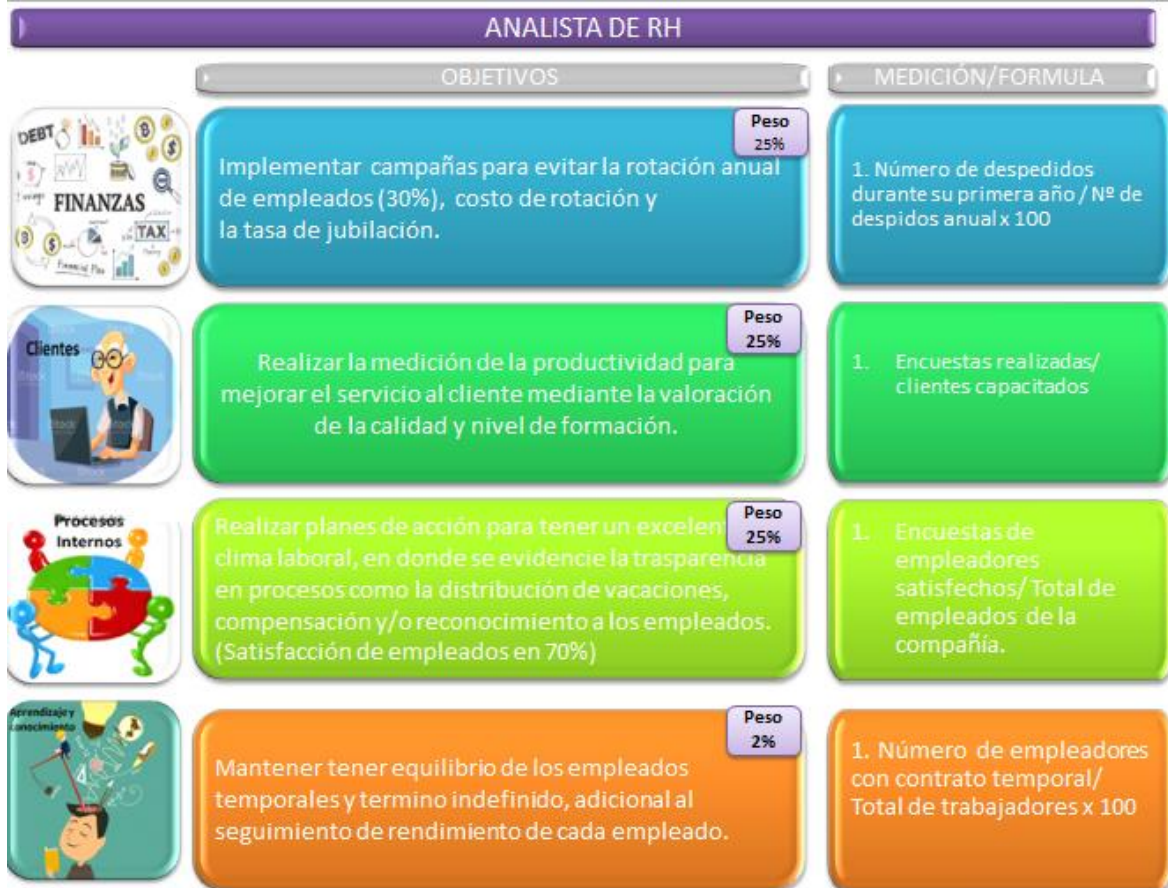 ANALISTA DE RH
OBJETIVOS
MEDICIÓN/FORMULA
DEBT
FINANZAS
TAX
Financial Plan
Peso
25%
Implementar campañas para evitar la rotación anual
de empleados (30%), costo de rotación y
la tasa de jubilación.
1. Número de despedidos
durante su primera año / Nº de
despidos anual x 100
Clientes
Peso
25%
Realizar la medición de la productividad para
mejorar el servicio al cliente mediante la valoración
de la calidad y nivel de formación.
1. Encuestas realizadas/
clientes capacitados
Procesos
Internos
Peso
25%
Realizar planes de acción para tener un excelent
clima laboral, en donde se evidencie la trasparencia
en procesos como la distribución de vacaciones,
compensación y/o reconocimiento a los empleados.
(Satisfacción de empleados en 70%)
1. Encuestas de
empleadores
satisfechos/ Total de
empleados de la
compañía.
Aprendizaje y
conocimiento
Peso
2%
Mantener tener equilibrio de los empleados
temporales y termino indefinido, adicional al
seguimiento de rendimiento de cada empleado.
1. Número de empleadores
con contrato temporal/
Total de trabajadores x 100